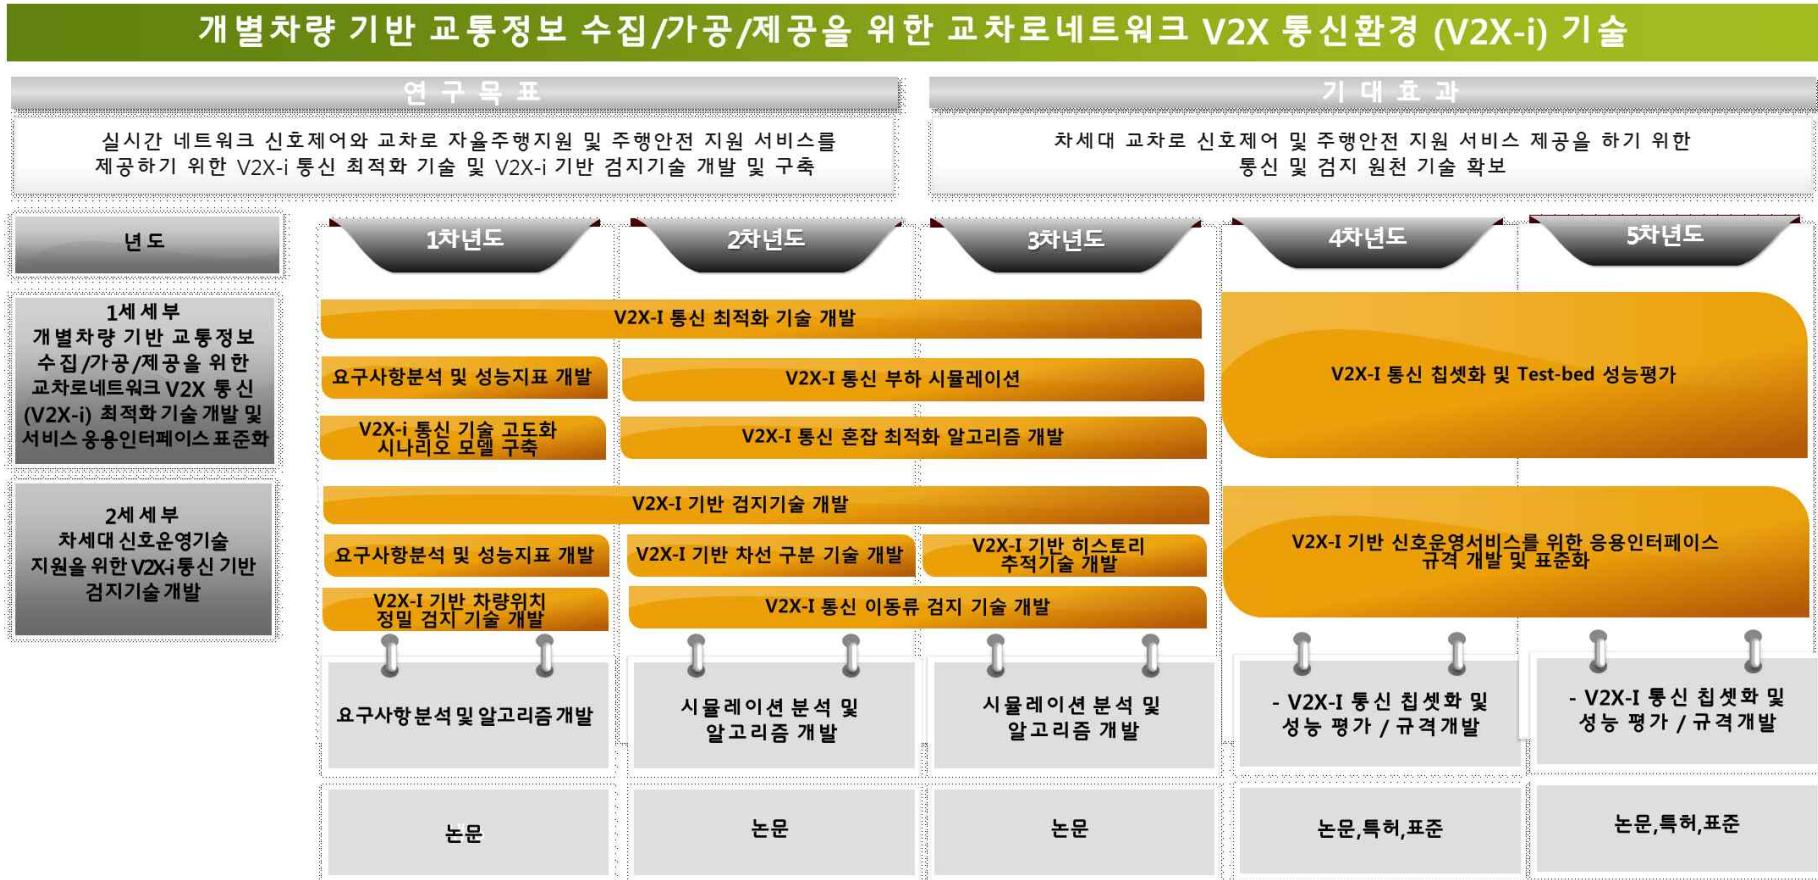 개별차량 기반 교통정보 수집/가공/제공을 위한 교차로네트워크 V2X 통신환경 (V2X-i) 기술
연 구 목 표
기 대 효 과
실시간 네트워크 신호제어와 교차로 자율주행지원 및 주행안전 지원 서비스를
제공하기 위한 V2X-i 통신 최적화 기술 및 V2X-i 기반 검지기술 개발 및 구축
차세대 교차로 신호제어 및 주행안전 지원 서비스 제공을 하기 위한
통신 및 검지 원천 기술 확보
년 도
1차년도
2차년도
3차년도
4차년도
5차년도
1세세부
개별차량 기반 교통정보
수집/가공/제공을 위한
교차로네트워크 V2X 통신
(V2X-i) 최적화 기술 개발 및
서비스 응용인터페이스 표준화
V2X-I 통신 최적화 기술 개발
요구사항분석 및 성능지표 개발
V2X-I 통신 부하 시뮬레이션
V2X-i 통신 기술 고도화
시나리오 모델 구축
V2X-I 통신 혼잡 최적화 알고리즘 개발
V2X-I 통신 칩셋화 및 Test-bed 성능평가
2세세부
차세대 신호운영기술
지원을 위한 V2X-i 통신 기반
검지기술 개발
V2X-I 기반 검지기술 개발
요구사항분석 및 성능지표 개발
V2X-I 기반 차선 구분 기술 개발
V2X-I 기반 히스토리
추적기술 개발
V2X-I 기반 차량위치
정밀 검지 기술 개발
V2X-I 통신 이동류 검지 기술 개발
V2X-I 기반 신호운영서비스를 위한 응용인터페이스
규격 개발 및 표준화
요구사항 분석 및 알고리즘 개발
시뮬레이션 분석 및
알고리즘 개발
시뮬레이션 분석 및
알고리즘 개발
- V2X-I 통신 칩셋화 및
성능 평가 / 규격개발
- V2X-I 통신 칩셋화 및
성능 평가 / 규격개발
논문
논문
논문
논문,특허,표준
논문,특허,표준